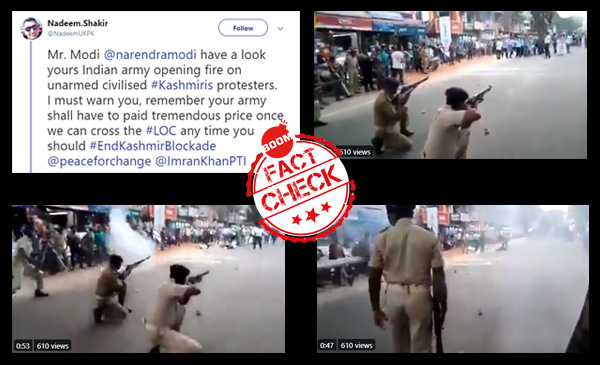 Nadeem.Shakir
@NadeemUKPK
Follow
Mr. Modi @narendramodi have a look
yours Indian army opening fire on
unarmed civilised #Kashmiris protesters.
I must warn you, remember your army
shall have to paid tremendous price once
we can cross the #LOC any time you
should #EndKashmirBlockade
@peaceforchange @ImranKhanPTI
610 views
BOOM
FACT
CHECK
0:53 610 views
0:47 610 views